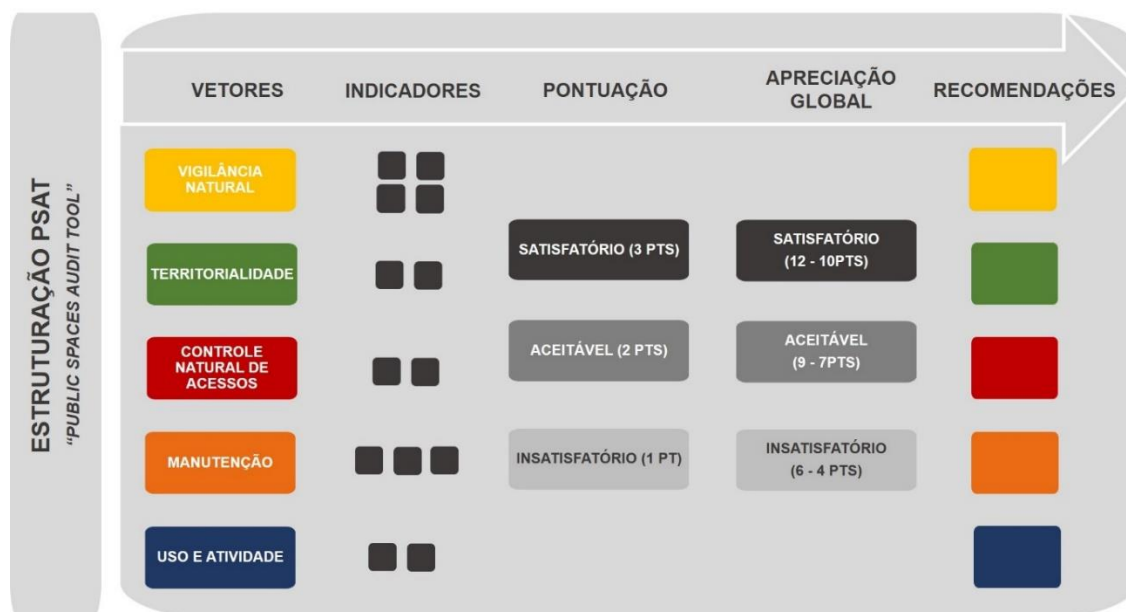 ESTRUTURAÇÃO PSAT
“PUBLIC SPACES AUDIT TOOL”
VETORES
INDICADORES
PONTUAÇÃO
APRECIAÇÃO
GLOBAL
RECOMENDAÇÕES
VIGILÂNCIA
NATURAL
TERRITORIALIDADE
CONTROLE
NATURAL DE
ACESSOS
MANUTENÇÃO
USO E ATIVIDADE
SATISFATÓRIO (3 PTS)
ACEITÁVEL (2 PTS)
INSATISFATÓRIO (1 PT)
SATISFATÓRIO
(12 - 10PTS)
ACEITÁVEL
(9 - 7PTS)
INSATISFATÓRIO
(6 - 4 PTS)